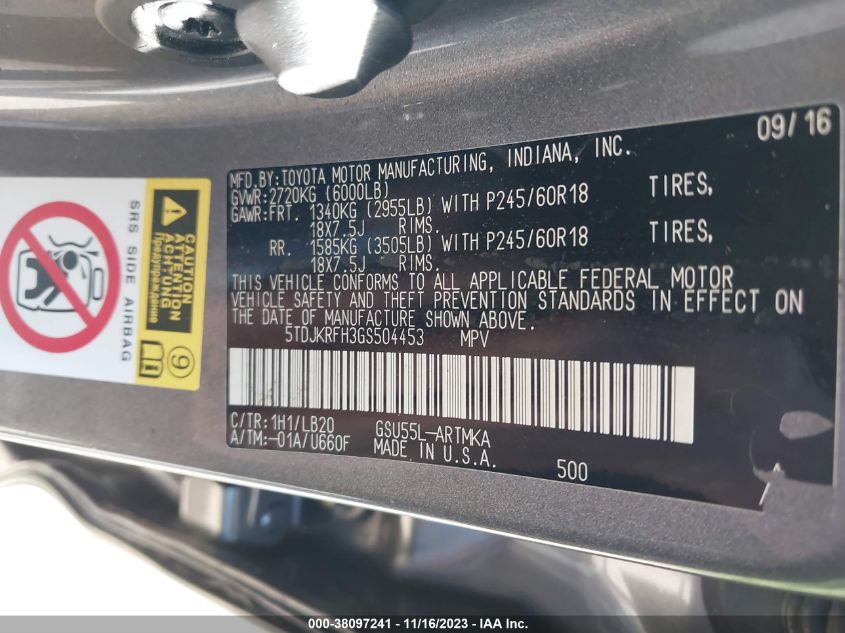 09/16
MFD.BY:TOYOTA MOTOR MANUFACTURING, INDIANA, INC.
GVWR:2720KG (6000LB)
GAWR:FRT. 1340KG (2955LB) WITH P245/60R18 TIRES,
18X7.5J RIMS.
RR. 1585KG (3505LB) WITH P245/60R18 TIRES,
18X7.5J RIMS.
THIS VEHICLE CONFORMS TO ALL APPLICABLE FEDERAL MOTOR
VEHICLE SAFETY AND THEFT PREVENTION STANDARDS IN EFFECT ON
THE DATE OF MANUFACTURE SHOWN ABOVE.
5TDJKRFH3GS504453 MPV
C/TR:1H1/LB20 GSU55L-ARTMKA
A/TM:-01A/U660F MADE IN U.S.A.
500
SRS SIDE AIRBAG
CAUTION
ATTENTION
ACHTUNG
Предупреждение
9
000-38097241 - 11/16/2023 - IAA Inc.